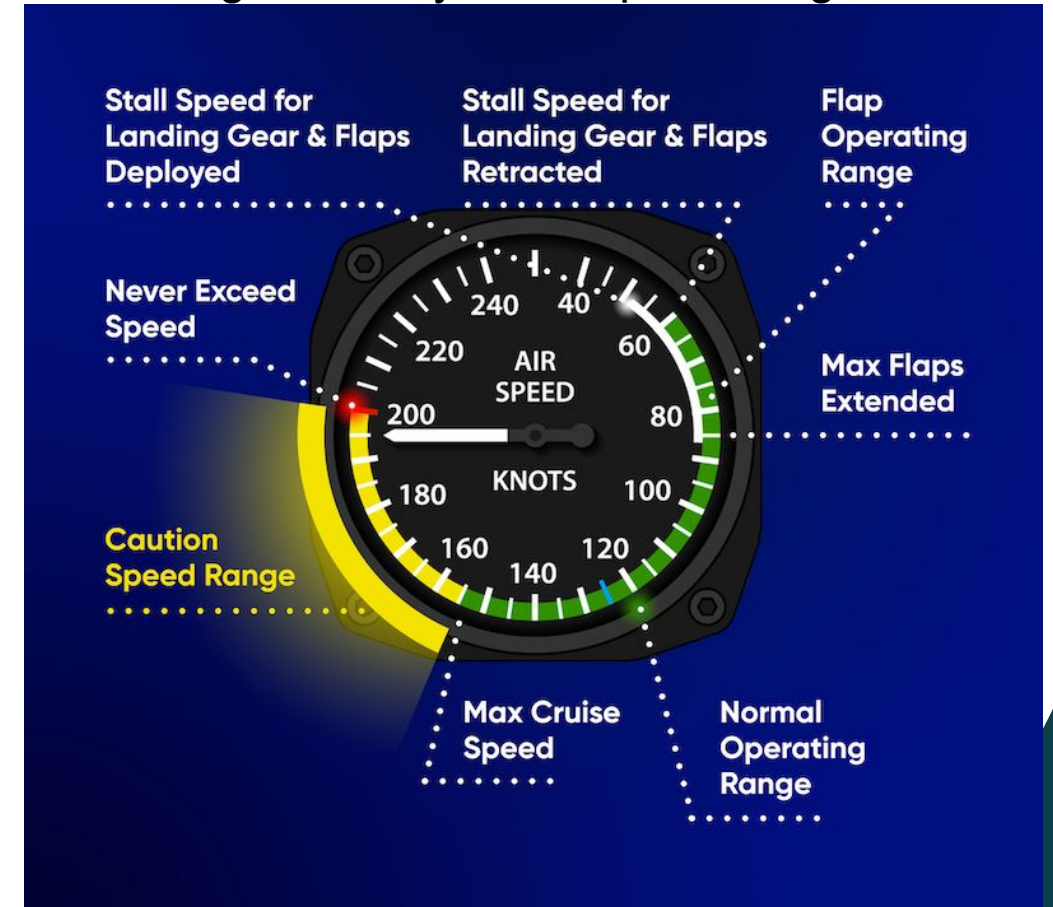 Stall Speed for
Landing Gear & Flaps
Deployed
Stall Speed for
Landing Gear & Flaps
Retracted
Flap
Operating
Range
Never Exceed
Speed
Max Flaps
Extended
Caution
Speed Range
Max Cruise
Speed
Normal
Operating
Range
240
40
220
60
AIR
SPEED
200
80
KNOTS
180
100
160
120
140